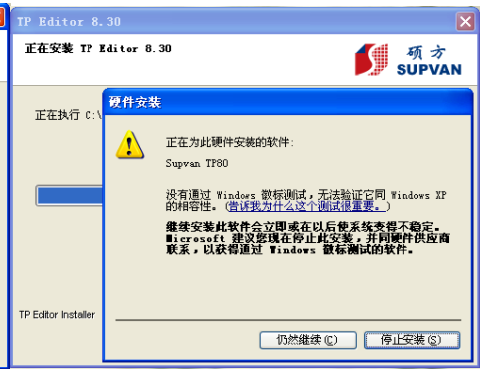 TP Editor 8.30
正在安装 TP Editor 8.30
硕方
SUPVAN
正在执行 C:\
硬件安装
正在为此硬件安装的软件:
Supvan TP80
没有通过 Windows 徽标测试，无法验证它同 Windows XP
的相容性。(告诉我为什么这个测试很重要。)
继续安装此软件会立即或在以后使系统变得不稳定。
Microsoft 建议您现在停止此安装，并同硬件供应商
联系，以获得通过 Windows 徽标测试的软件。
TP Editor Installer
仍然继续(C)
停止安装(S)